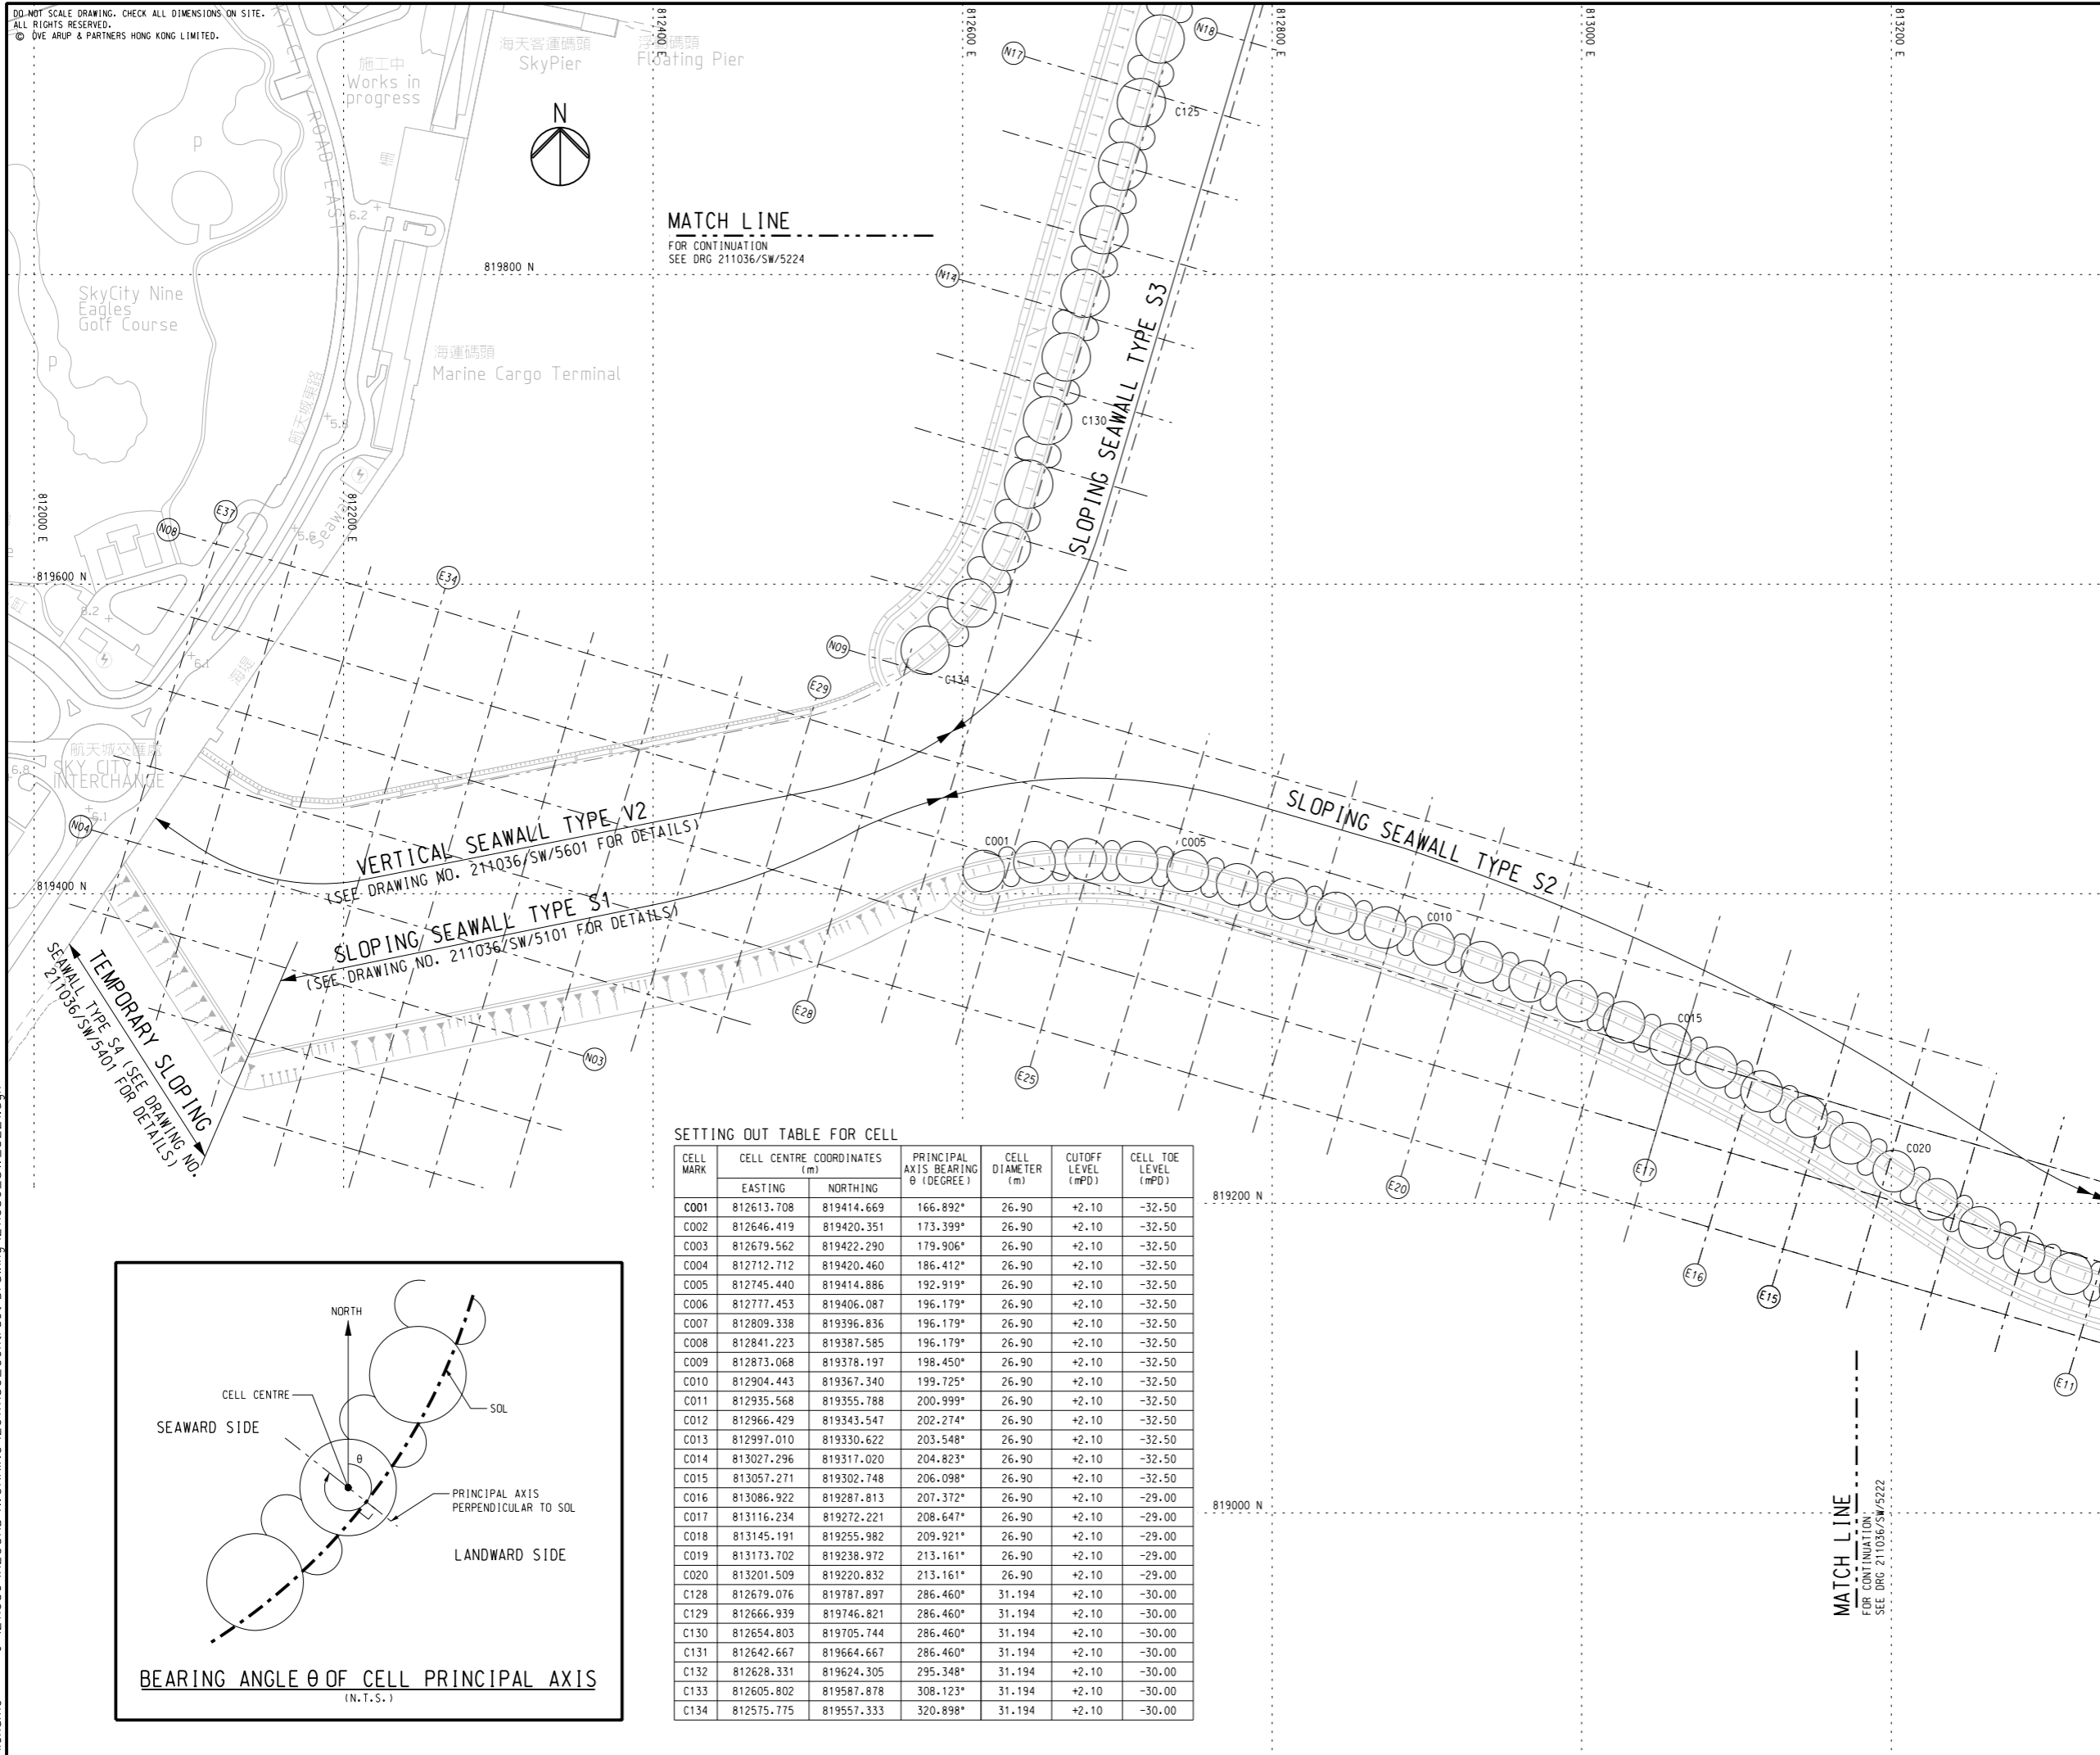 DO NOT SCALE DRAWING. CHECK ALL DIMENSIONS ON SITE.
ALL RIGHTS RESERVED.
© OVE ARUP & PARTNERS HONG KONG LIMITED.
施工中
Works in
progress
海天客運碼頭
SkyPier
Floating Pier
812400 E
812600 E
812800 E
813000 E
813200 E
N17
N18
C125
N
P
SKY CITY ROAD EAST
6.2
MATCH LINE
FOR CONTINUATION
SEE DRG 211036/SW/5224
819800 N
N14
SkyCity Nine
Eagles
Golf Course
P
海運碼頭
Marine Cargo Terminal
SLOPING SEAWALL TYPE S3
航天城東路
C130
812000 E
812200 E
N08
E37
5.6
Seawall
E34
819600 N
6.2
6.1
海堤
N09
C134
E29
航天城交匯處
SKY CITY
INTERCHANGE
6.8
6.1
N04
VERTICAL SEAWALL TYPE V2
(SEE DRAWING NO. 211036/SW/5601 FOR DETAILS)
SLOPING SEAWALL TYPE S1
(SEE DRAWING NO. 211036/SW/5101 FOR DETAILS)
SLOPING SEAWALL TYPE S2
C001
C005
C010
C015
C020
819400 N
TEMPORARY SLOPING
SEAWALL TYPE S4 (SEE DRAWING NO.
211036/SW/5401 FOR DETAILS)
N03
E28
E25
E20
E17
E16
E15
E11
819200 N
819000 N
MATCH LINE
FOR CONTINUATION
SEE DRG 211036/SW/5222
SETTING OUT TABLE FOR CELL
CELL MARK CELL CENTRE COORDINATES (m) PRINCIPAL AXIS BEARING θ (DEGREE) CELL DIAMETER (m) CUTOFF LEVEL (mPD) CELL TOE LEVEL (mPD)
EASTING NORTHING
C001 812613.708 819414.669 166.892° 26.90 +2.10 -32.50
C002 812646.419 819420.351 173.399° 26.90 +2.10 -32.50
C003 812679.562 819422.290 179.906° 26.90 +2.10 -32.50
C004 812712.712 819420.460 186.412° 26.90 +2.10 -32.50
C005 812745.440 819414.886 192.919° 26.90 +2.10 -32.50
C006 812777.453 819406.087 196.179° 26.90 +2.10 -32.50
C007 812809.338 819396.836 196.179° 26.90 +2.10 -32.50
C008 812841.223 819387.585 196.179° 26.90 +2.10 -32.50
C009 812873.068 819378.197 198.450° 26.90 +2.10 -32.50
C010 812904.443 819367.340 199.725° 26.90 +2.10 -32.50
C011 812935.568 819355.788 200.999° 26.90 +2.10 -32.50
C012 812966.429 819343.547 202.274° 26.90 +2.10 -32.50
C013 812997.010 819330.622 203.548° 26.90 +2.10 -32.50
C014 813027.296 819317.020 204.823° 26.90 +2.10 -32.50
C015 813057.271 819302.748 206.098° 26.90 +2.10 -32.50
C016 813086.922 819287.813 207.372° 26.90 +2.10 -29.00
C017 813116.234 819272.221 208.647° 26.90 +2.10 -29.00
C018 813145.191 819255.982 209.921° 26.90 +2.10 -29.00
C019 813173.702 819238.972 213.161° 26.90 +2.10 -29.00
C020 813201.509 819220.832 213.161° 26.90 +2.10 -29.00
C128 812679.076 819787.897 286.460° 31.194 +2.10 -30.00
C129 812666.939 819746.821 286.460° 31.194 +2.10 -30.00
C130 812654.803 819705.744 286.460° 31.194 +2.10 -30.00
C131 812642.667 819664.667 286.460° 31.194 +2.10 -30.00
C132 812628.331 819624.305 295.348° 31.194 +2.10 -30.00
C133 812605.802 819587.878 308.123° 31.194 +2.10 -30.00
C134 812575.775 819557.333 320.898° 31.194 +2.10 -30.00
NORTH
CELL CENTRE
SOL
SEAWARD SIDE
θ
PRINCIPAL AXIS
PERPENDICULAR TO SOL
LANDWARD SIDE
BEARING ANGLE θ OF CELL PRINCIPAL AXIS
(N.T.S.)